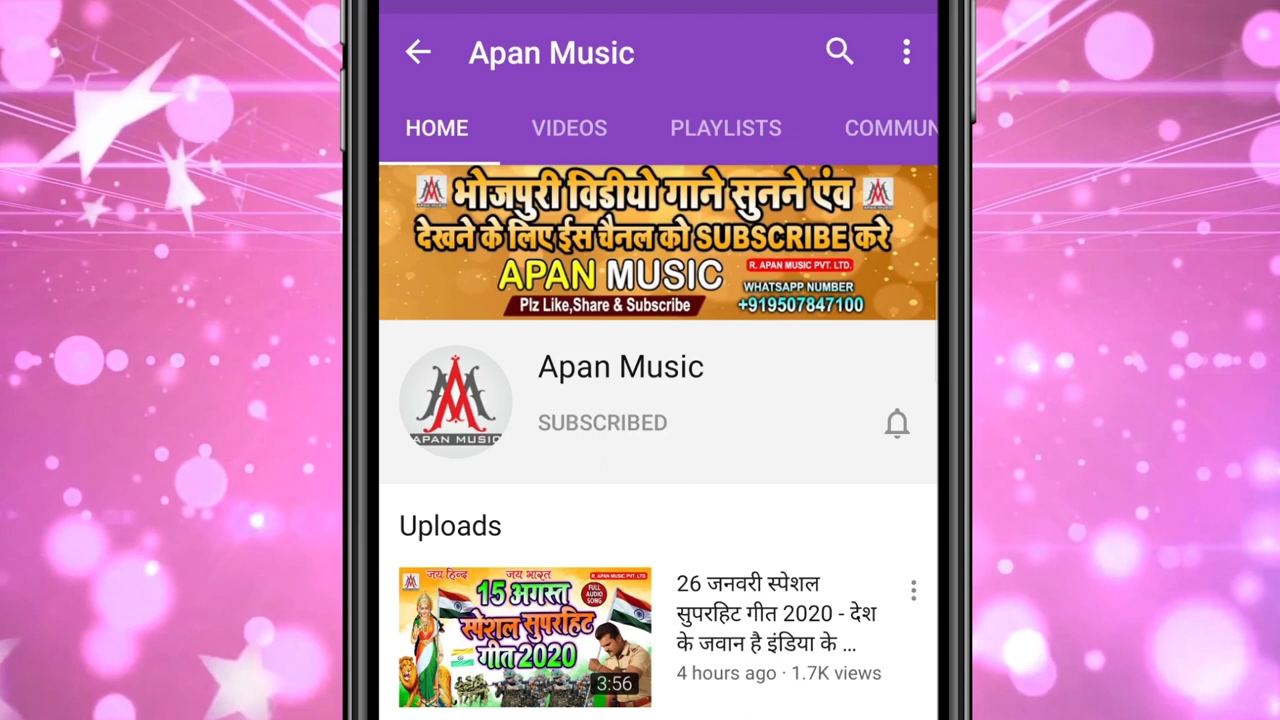 Apan Music
HOME VIDEOS PLAYLISTS COMMUN
भोजपुरी विडीयो गाने सुनने एंव
देखने के लिए ईस चैनल को SUBSCRIBE करे
APAN MUSIC
R. APAN MUSIC PVT. LTD.
WHATSAPP NUMBER
Plz Like,Share & Subscribe
+919507847100
Apan Music
APAN MUSIC
SUBSCRIBED
Uploads
जय हिन्द जय भारत
R. APAN MUSIC PVT. LTD
15 अगस्त
FULL
AUDIO
SONG
स्पेशल सुपरहिट
गीत 2020
3:56
26 जनवरी स्पेशल
सुपरहिट गीत 2020 - देश
के जवान है इंडिया के ...
4 hours ago · 1.7K views